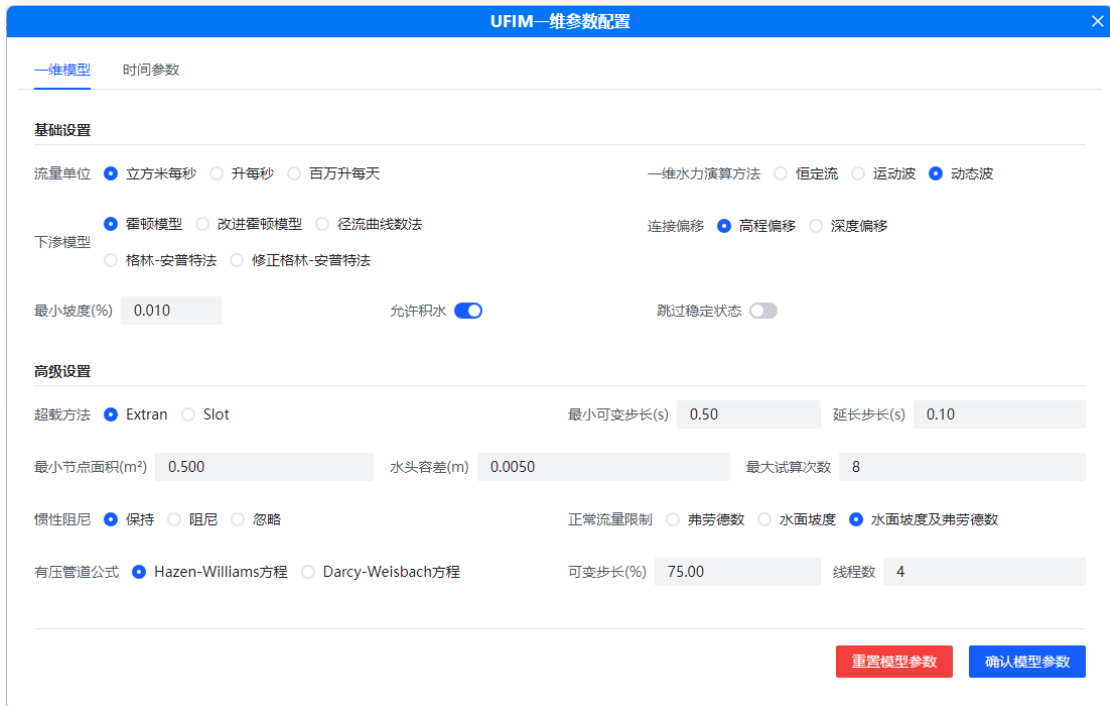 UFIM一维参数配置
一维模型 时间参数
基础设置
流量单位 立方米每秒 升每秒 百万升每天 一维水力演算方法 恒定流 运动波 动态波
下渗模型 霍顿模型 改进霍顿模型 径流曲线数法 连接偏移 高程偏移 深度偏移
格林-安普特法 修正格林-安普特法
最小坡度(%) 0.010 允许积水 跳过稳定状态
高级设置
超载方法 Extran Slot 最小可变步长(s) 0.50 延长步长(s) 0.10
最小节点面积(m²) 0.500 水头容差(m) 0.0050 最大试算次数 8
惯性阻尼 保持 阻尼 忽略 正常流量限制 弗劳德数 水面坡度 水面坡度及弗劳德数
有压管道公式 Hazen-Williams方程 Darcy-Weisbach方程 可变步长(%) 75.00 线程数 4
重置模型参数 确认模型参数